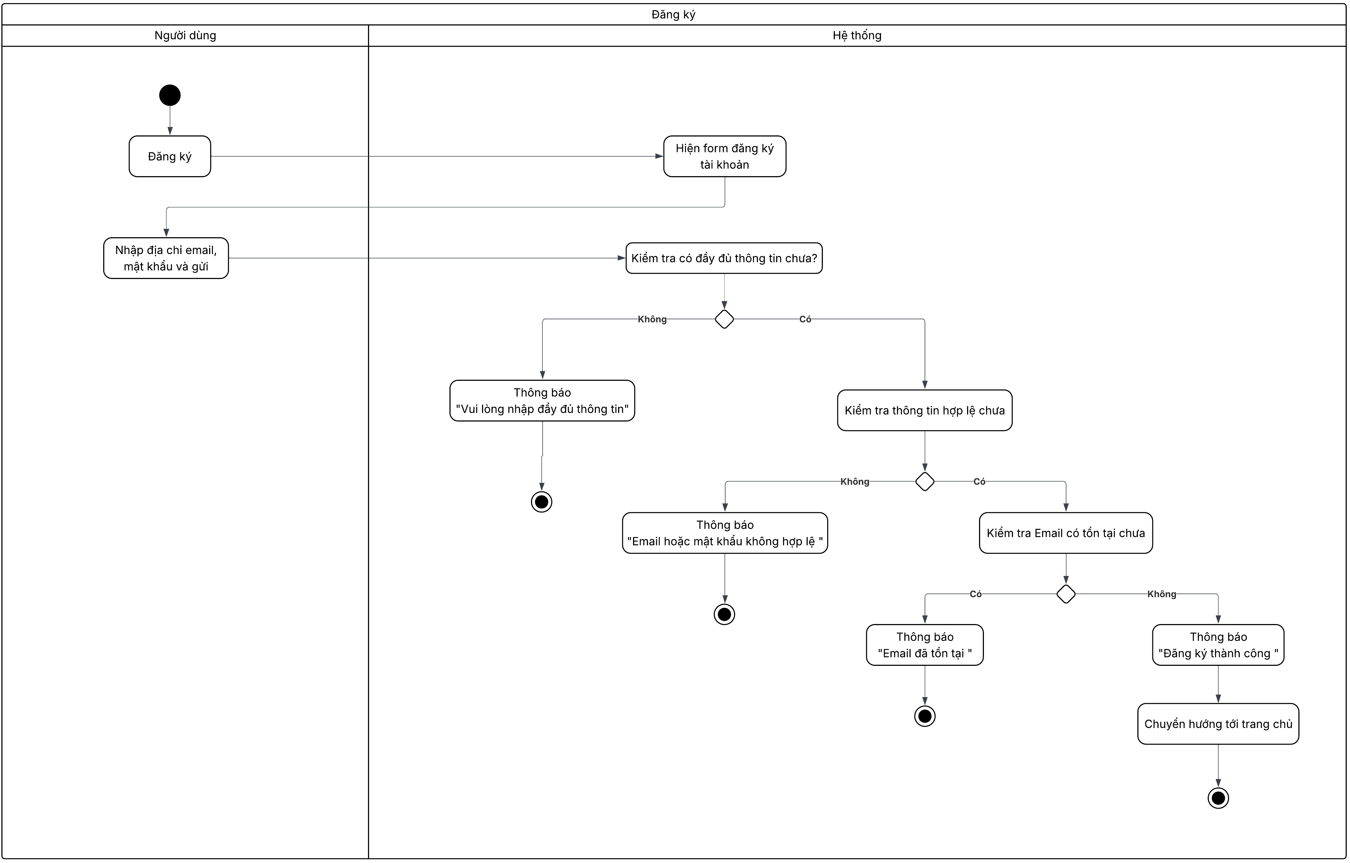 Đăng ký
Người dùng
Hệ thống
Đăng ký
Hiện form đăng ký
tài khoản
Nhập địa chỉ email,
mật khẩu và gửi
Kiểm tra có đầy đủ thông tin chưa?
Không
Có
Thông báo
"Vui lòng nhập đầy đủ thông tin"
Kiểm tra thông tin hợp lệ chưa
Không
Có
Thông báo
"Email hoặc mật khẩu không hợp lệ "
Kiểm tra Email có tồn tại chưa
Có
Không
Thông báo
"Email đã tồn tại "
Thông báo
"Đăng ký thành công "
Chuyển hướng tới trang chủ